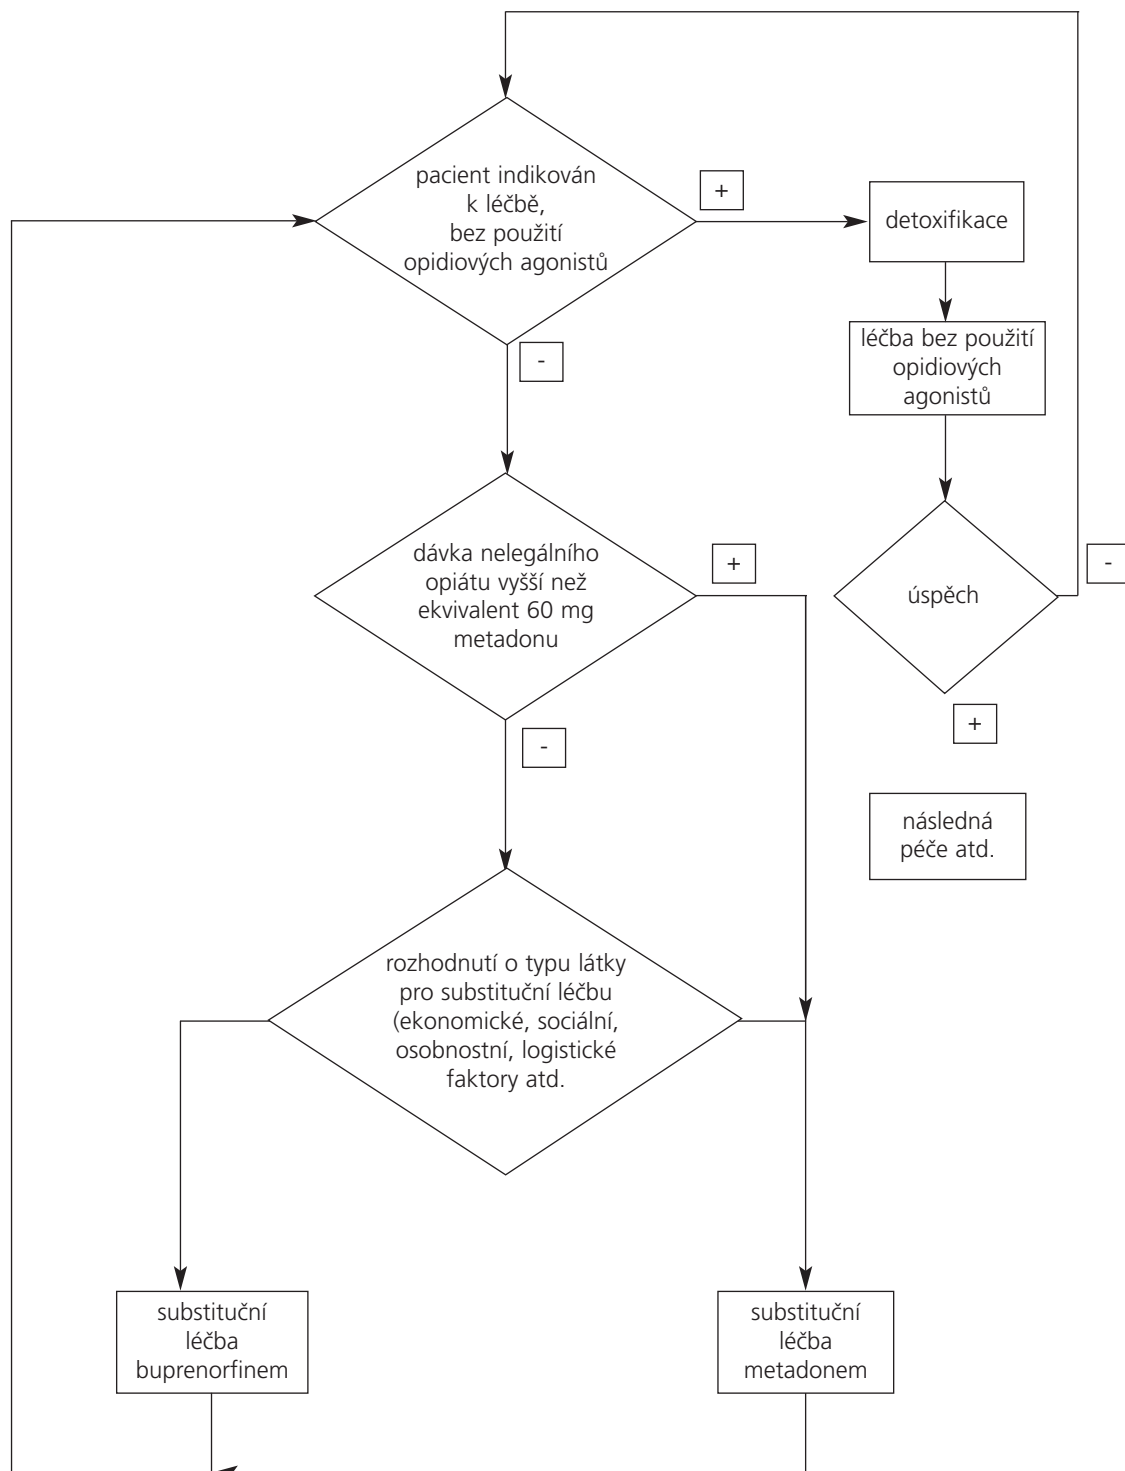 pacient indikován
k léčbě,
bez použití
opidiových agonistů
+
detoxifikace
-
léčba bez použití
opidiových
agonistů
dávka nelegálního
opiátu vyšší než
ekvivalent 60 mg
metadonu
+
úspěch
-
-
+
následná
péče atd.
rozhodnutí o typu látky
pro substituční léčbu
(ekonomické, sociální,
osobnostní, logistické
faktory atd.
substituční
léčba
buprenorfinem
substituční
léčba
metadonem